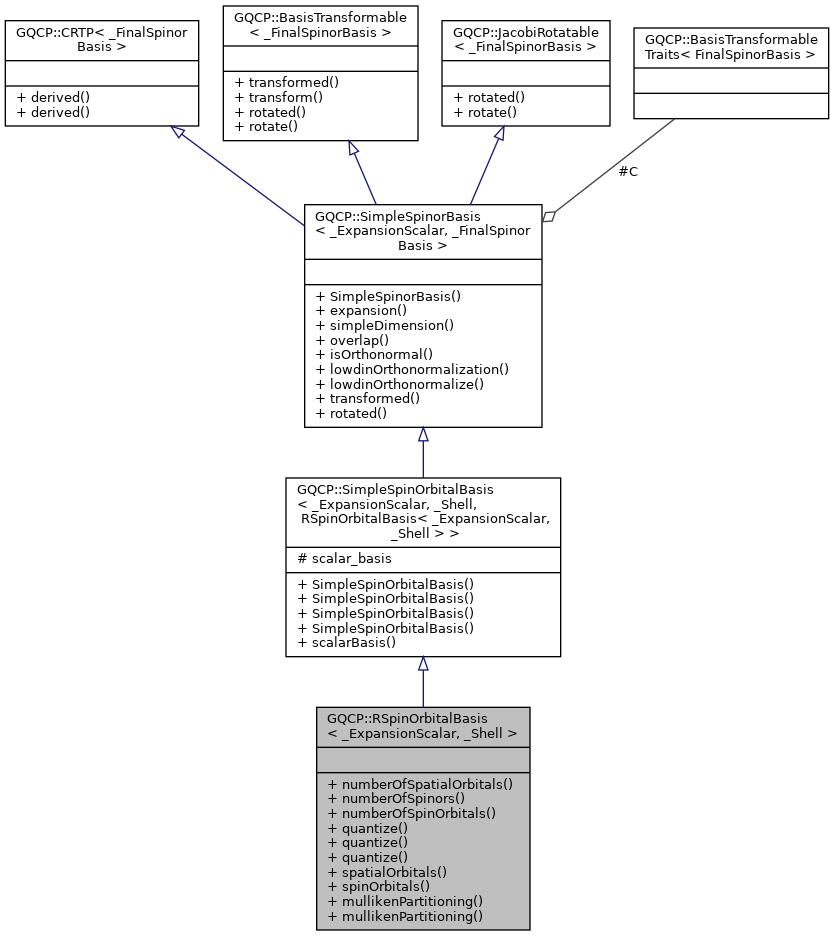 GQCP::CRTP< _FinalSpinor
Basis >
+ derived()
+ derived()
GQCP::BasisTransformable
< _FinalSpinorBasis >
+ transformed()
+ transform()
+ rotated()
+ rotate()
GQCP::JacobiRotatable
< _FinalSpinorBasis >
+ rotated()
+ rotate()
GQCP::BasisTransformable
Traits< FinalSpinorBasis >
#C
GQCP::SimpleSpinorBasis
< _ExpansionScalar, _FinalSpinor
Basis >
+ SimpleSpinorBasis()
+ expansion()
+ simpleDimension()
+ overlap()
+ isOrthonormal()
+ lowdinOrthonormalization()
+ lowdinOrthonormalize()
+ transformed()
+ rotated()
GQCP::SimpleSpinOrbitalBasis
< _ExpansionScalar, _Shell,
RSpinOrbitalBasis< _ExpansionScalar,
_Shell > >
# scalar_basis
+ SimpleSpinOrbitalBasis()
+ SimpleSpinOrbitalBasis()
+ SimpleSpinOrbitalBasis()
+ SimpleSpinOrbitalBasis()
+ scalarBasis()
GQCP::RSpinOrbitalBasis
< _ExpansionScalar, _Shell >
+ numberOfSpatialOrbitals()
+ numberOfSpinors()
+ numberOfSpinOrbitals()
+ quantize()
+ quantize()
+ quantize()
+ spatialOrbitals()
+ spinOrbitals()
+ mullikenPartitioning()
+ mullikenPartitioning()